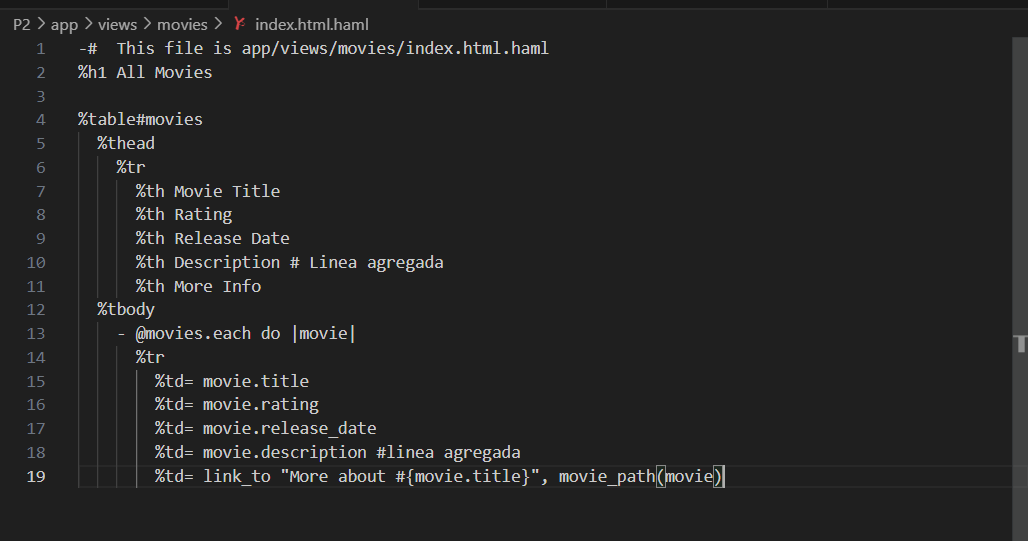 P2 > app > views > movies > index.html.haml
1 -#  This file is app/views/movies/index.html.haml
2 %h1 All Movies
3
4 %table#movies
5   %thead
6     %tr
7       %th Movie Title
8       %th Rating
9       %th Release Date
10       %th Description # Linea agregada
11       %th More Info
12   %tbody
13     - @movies.each do |movie|
14       %tr
15         %td= movie.title
16         %td= movie.rating
17         %td= movie.release_date
18         %td= movie.description #linea agregada
19         %td= link_to "More about #{movie.title}", movie_path(movie)